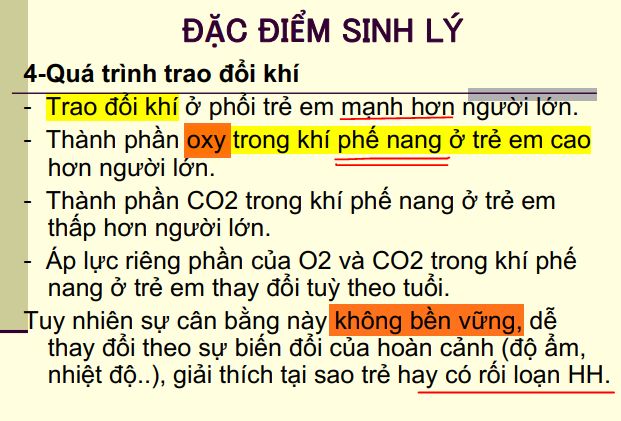 ĐẶC ĐIỂM SINH LÝ
4-Quá trình trao đổi khí
- Trao đổi khí ở phổi trẻ em mạnh hơn người lớn.
- Thành phần oxy trong khí phế nang ở trẻ em cao
hơn người lớn.
- Thành phần CO2 trong khí phế nang ở trẻ em
thấp hơn người lớn.
- Áp lực riêng phần của O2 và CO2 trong khí phế
nang ở trẻ em thay đổi tuỳ theo tuổi.
Tuy nhiên sự cân bằng này không bền vững, dễ
thay đổi theo sự biến đổi của hoàn cảnh (độ ẩm,
nhiệt độ..), giải thích tại sao trẻ hay có rối loạn HH.